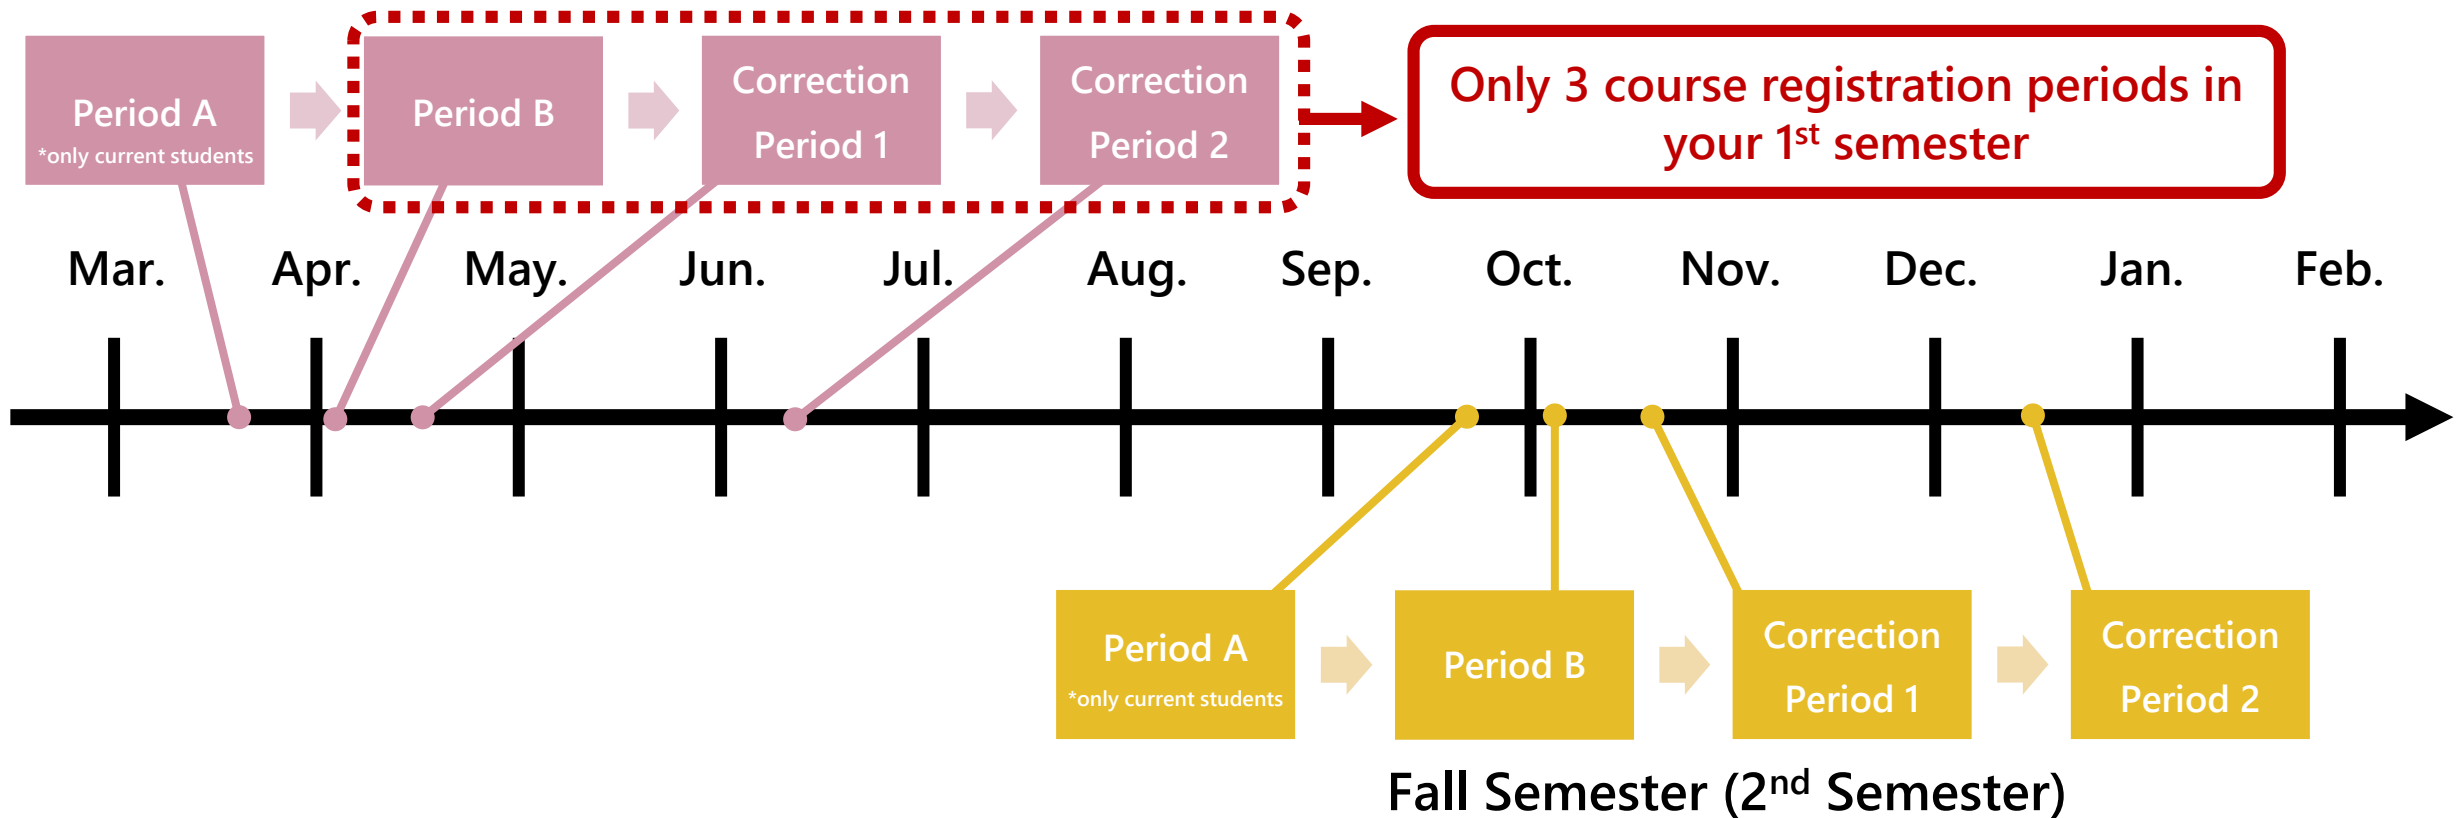 Period A
*only current students
Period B
Correction
Period 1
Correction
Period 2
Only 3 course registration periods in
your 1st semester
Mar.
Apr.
May.
Jun.
Jul.
Aug.
Sep.
Oct.
Nov.
Dec.
Jan.
Feb.
Period A
*only current students
Period B
Correction
Period 1
Correction
Period 2
Fall Semester (2nd Semester)